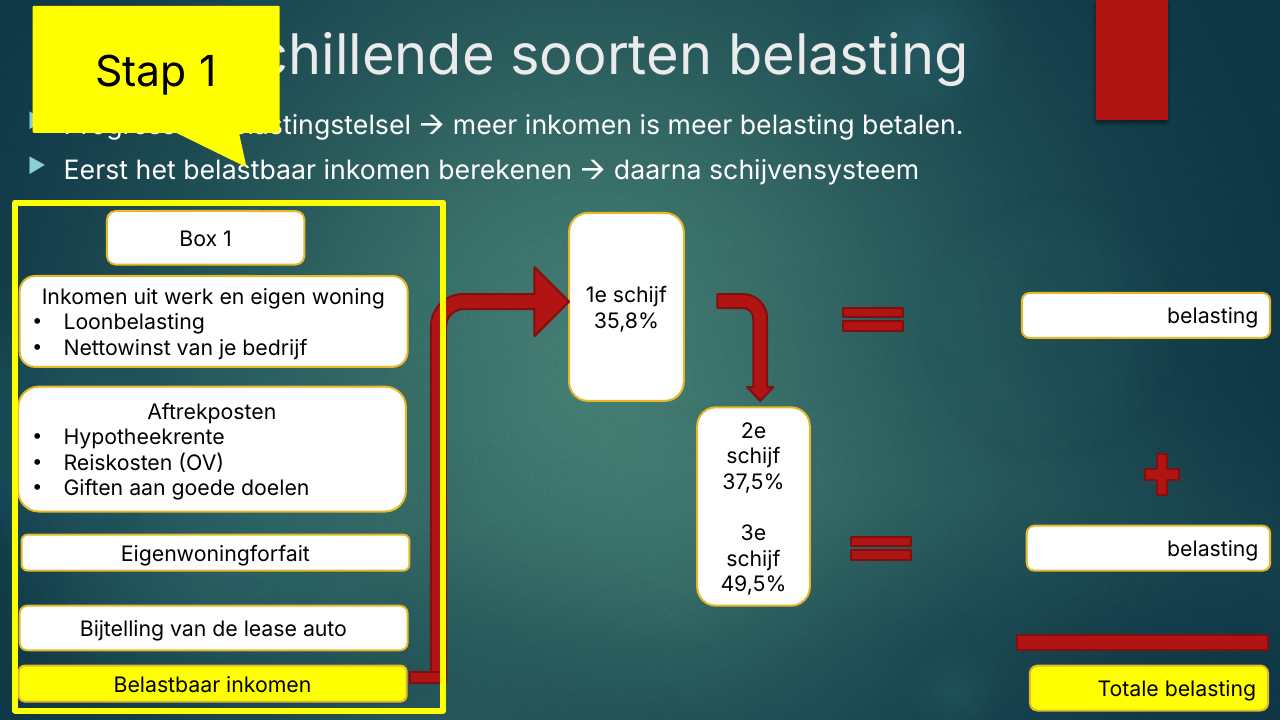 Stap 1
chillende soorten belasting
stingstelsel → meer inkomen is meer belasting betalen.
Eerst het belastbaar inkomen berekenen → daarna schijvensysteem
Box 1
Inkomen uit werk en eigen woning
• Loonbelasting
• Nettowinst van je bedrijf
Aftrekposten
• Hypotheekrente
• Reiskosten (OV)
• Giften aan goede doelen
Eigenwoningforfait
Bijtelling van de lease auto
Belastbaar inkomen
1e schijf
35,8%
2e
schijf
37,5%
3e
schijf
49,5%
belasting
belasting
Totale belasting